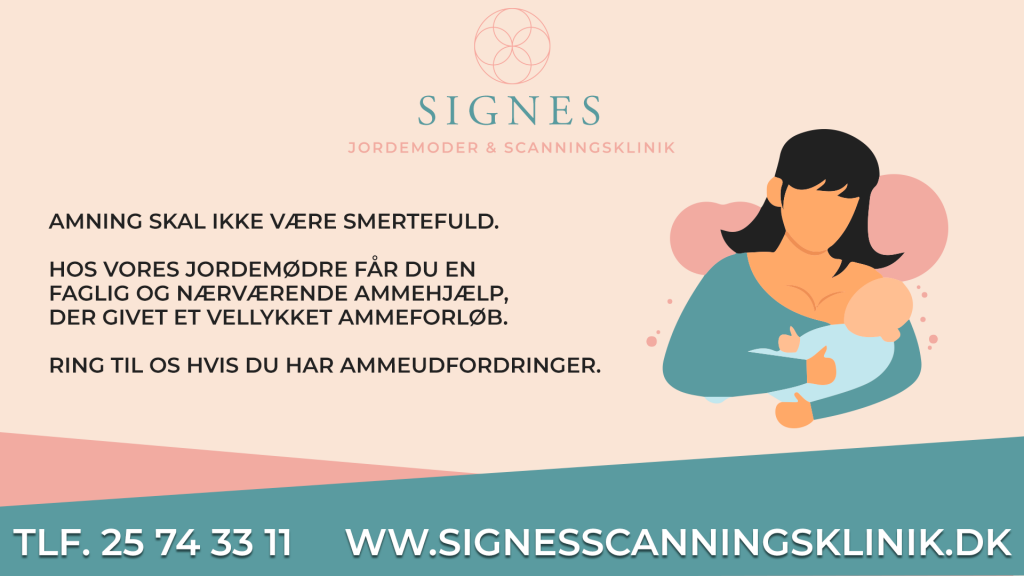 SIGNES
JORDEMODER & SCANNINGSKLINIK
AMNING SKAL IKKE VÆRE SMERTEFULD.
HOS VORES JORDEMØDRE FÅR DU EN
FAGLIG OG NÆRVÆRENDE AMMEHJÆLP,
DER GIVET ET VELLYKKET AMMEFORLØB.
RING TIL OS HVIS DU HAR AMMEUDFORDRINGER.
TLF. 25 74 33 11 WW.SIGNESSCANNINGSKLINIK.DK